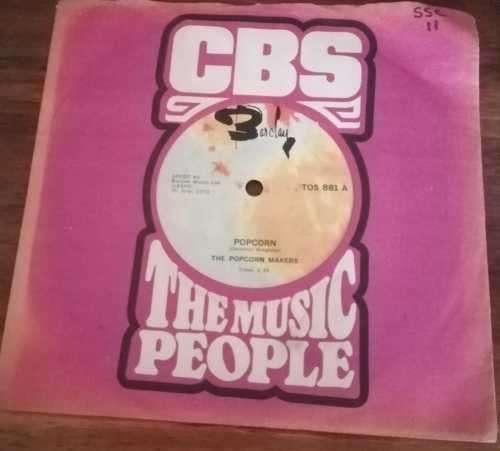 SSC
11
CBS
Barclay
TOS 881 A
POPCORN
THE POPCORN MAKERS
THE MUSIC
PEOPLE